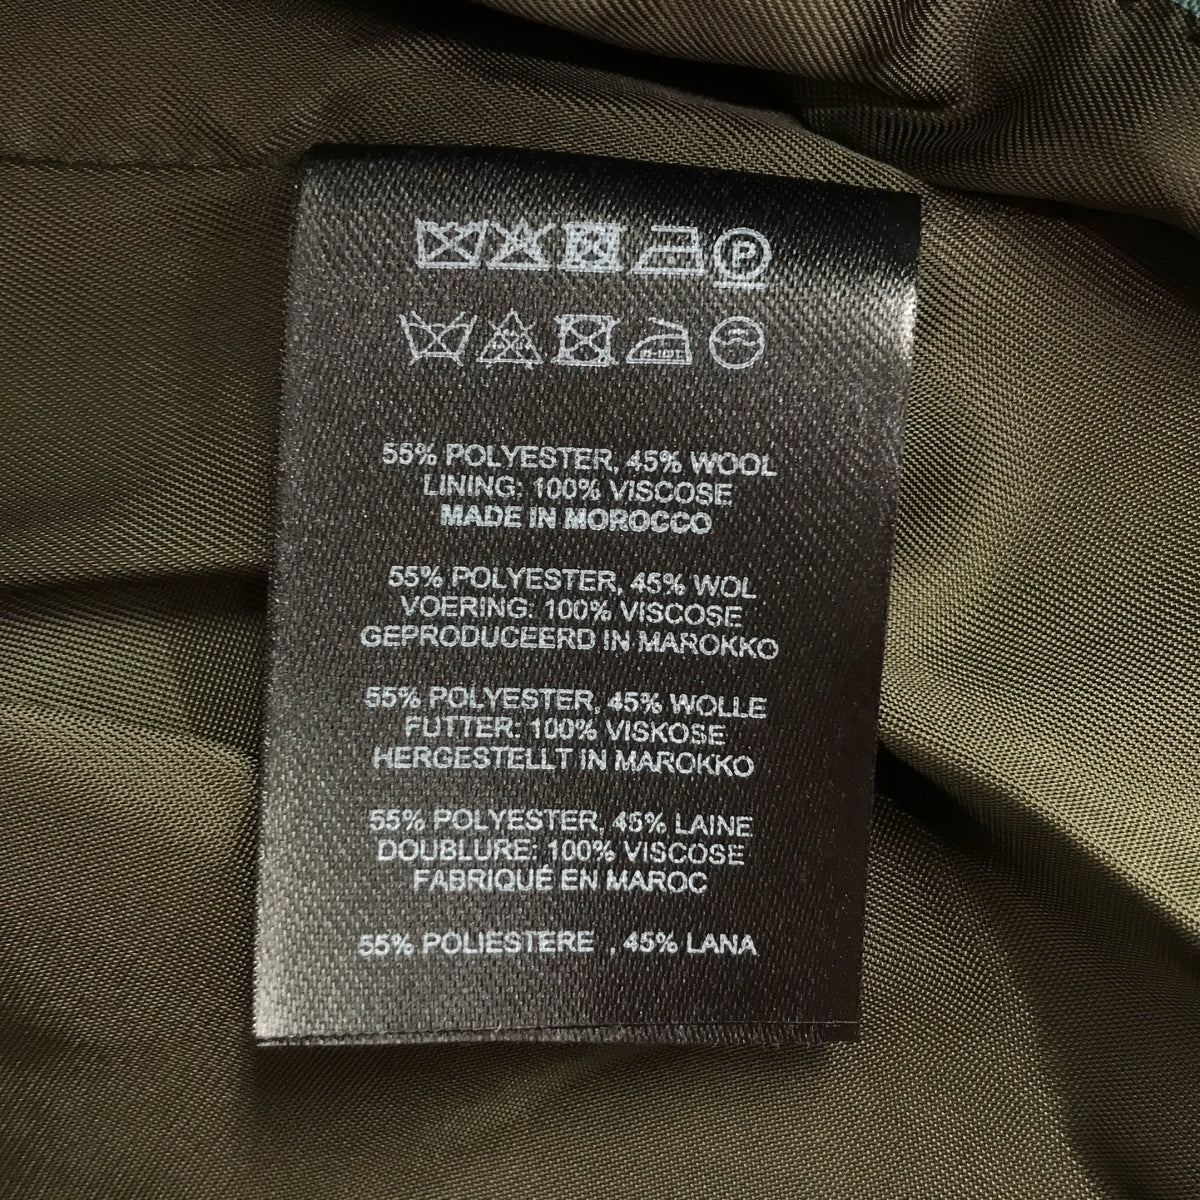 P
55% POLYESTER, 45% WOOL
LINING: 100% VISCOSE
MADE IN MOROCCO
55% POLYESTER, 45% WOL
VOERING: 100% VISCOSE
GEPRODUCEERD IN MAROKKO
55% POLYESTER, 45% WOLLE
FUTTER: 100% VISKOSE
HERGESTELLT IN MAROKKO
55% POLYESTER, 45% LAINE
DOUBLURE: 100% VISCOSE
FABRIQUÉ EN MAROC
55% POLIESTERE , 45% LANA